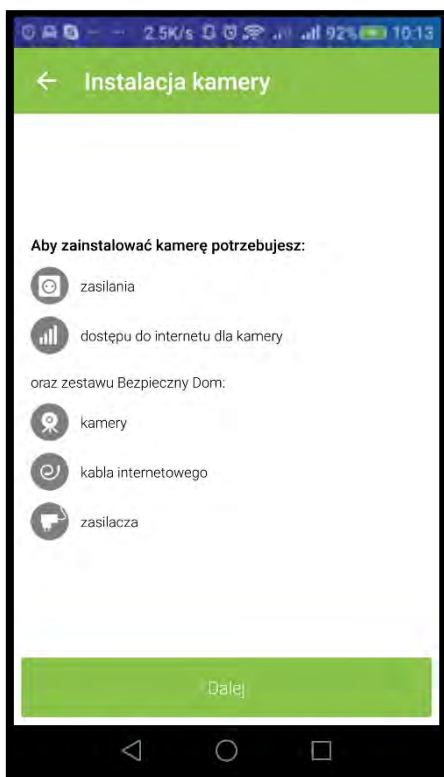 2.5K/s 92% 10:13
Instalacja kamery
Aby zainstalować kamerę potrzebujesz:
zasilania
dostępu do internetu dla kamery
oraz zestawu Bezpieczny Dom:
kamery
kabla internetowego
zasilacza
Dalej